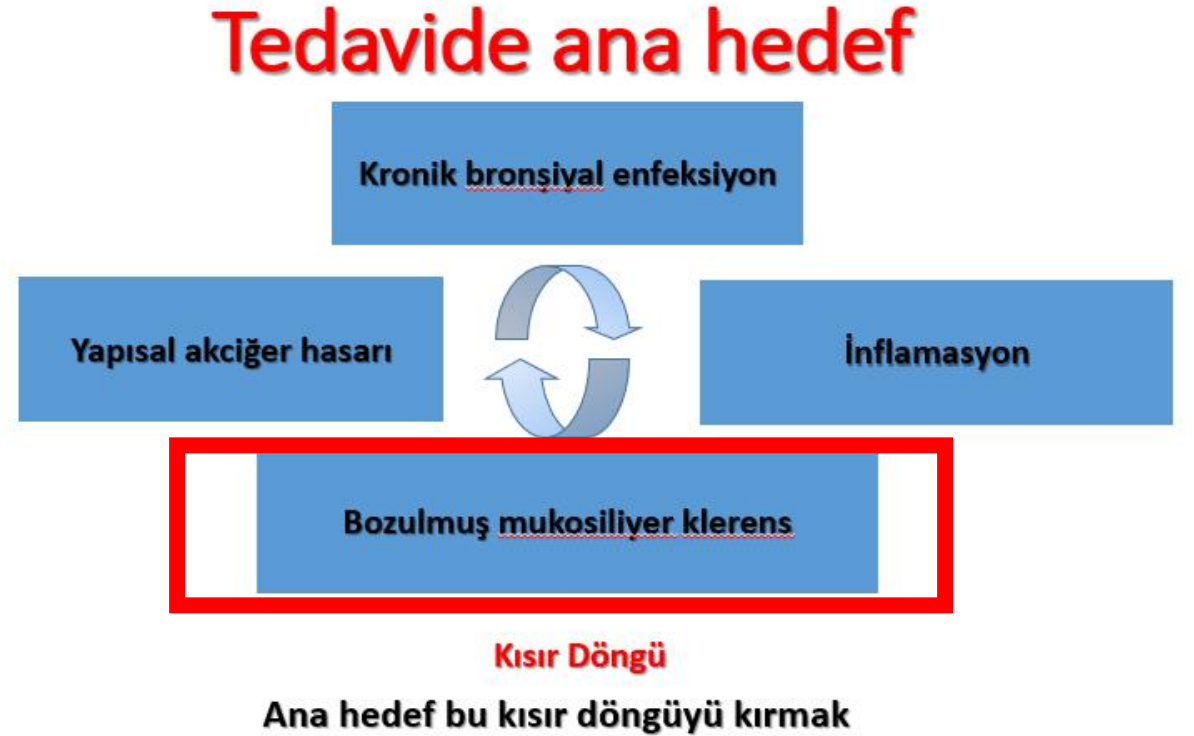 Tedavide ana hedef
Kronik bronşiyal enfeksiyon
Yapısal akciğer hasarı
İnflamasyon
Bozulmuş mukosiliyer klerens
Kısır Döngü
Ana hedef bu kısır döngüyü kırmak